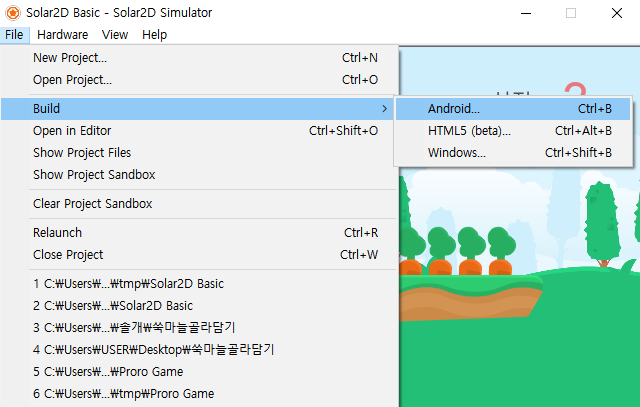 Solar2D Basic - Solar2D Simulator
File Hardware View Help
New Project... Ctrl+N
Open Project... Ctrl+O
Build >
Android... Ctrl+B
HTML5 (beta)... Ctrl+Alt+B
Windows... Ctrl+Shift+B
Open in Editor Ctrl+Shift+O
Show Project Files
Show Project Sandbox
Clear Project Sandbox
Relaunch Ctrl+R
Close Project Ctrl+W
1 C:₩Users₩...₩tmp₩Solar2D Basic
2 C:₩Users₩...₩Solar2D Basic
3 C:₩Users₩...₩솔개₩쑥마늘골라담기
4 C:₩Users₩USER₩Desktop₩쑥마늘골라담기
5 C:₩Users₩...₩Proro Game
6 C:₩Users₩...₩tmp₩Proro Game